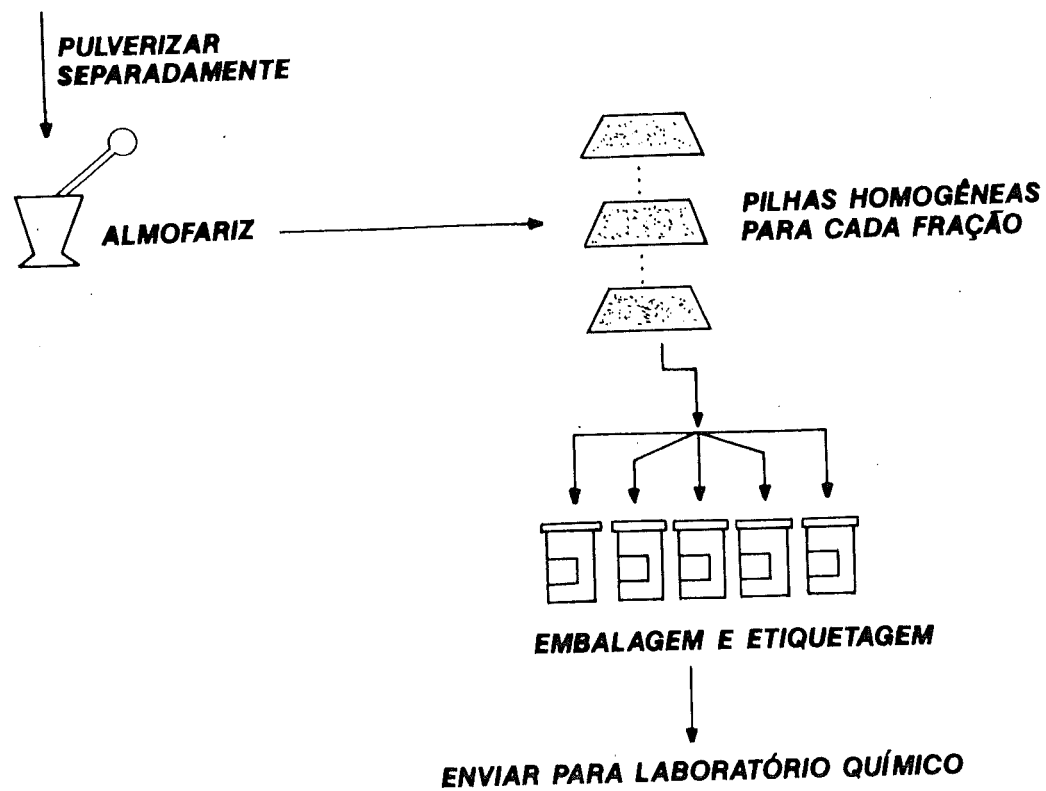 PULVERIZAR
SEPARADAMENTE
ALMOFARIZ
PILHAS HOMOGÊNEAS
PARA CADA FRAÇÃO
EMBALAGEM E ETIQUETAGEM
ENVIAR PARA LABORATÓRIO QUÍMICO